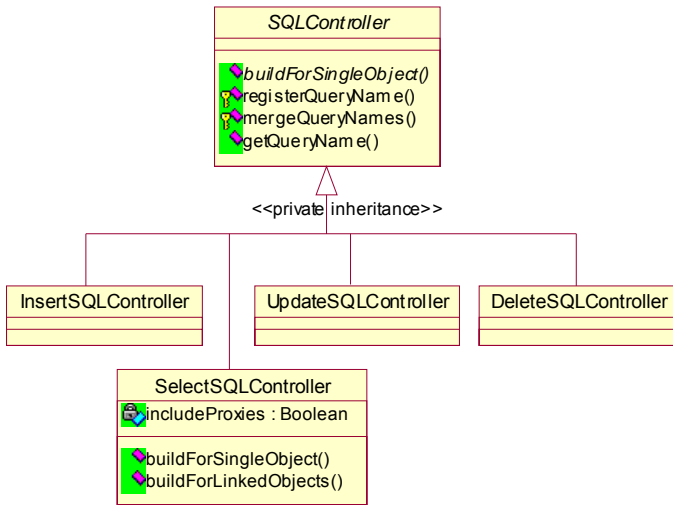 SQLController
buildForSingleObject()
registerQueryName()
mergeQueryNames()
getQueryName()
<<private inheritance>>
InsertSQLController
UpdateSQLController
DeleteSQLController
SelectSQLController
includeProxies : Boolean
buildForSingleObject()
buildForLinkedObjects()